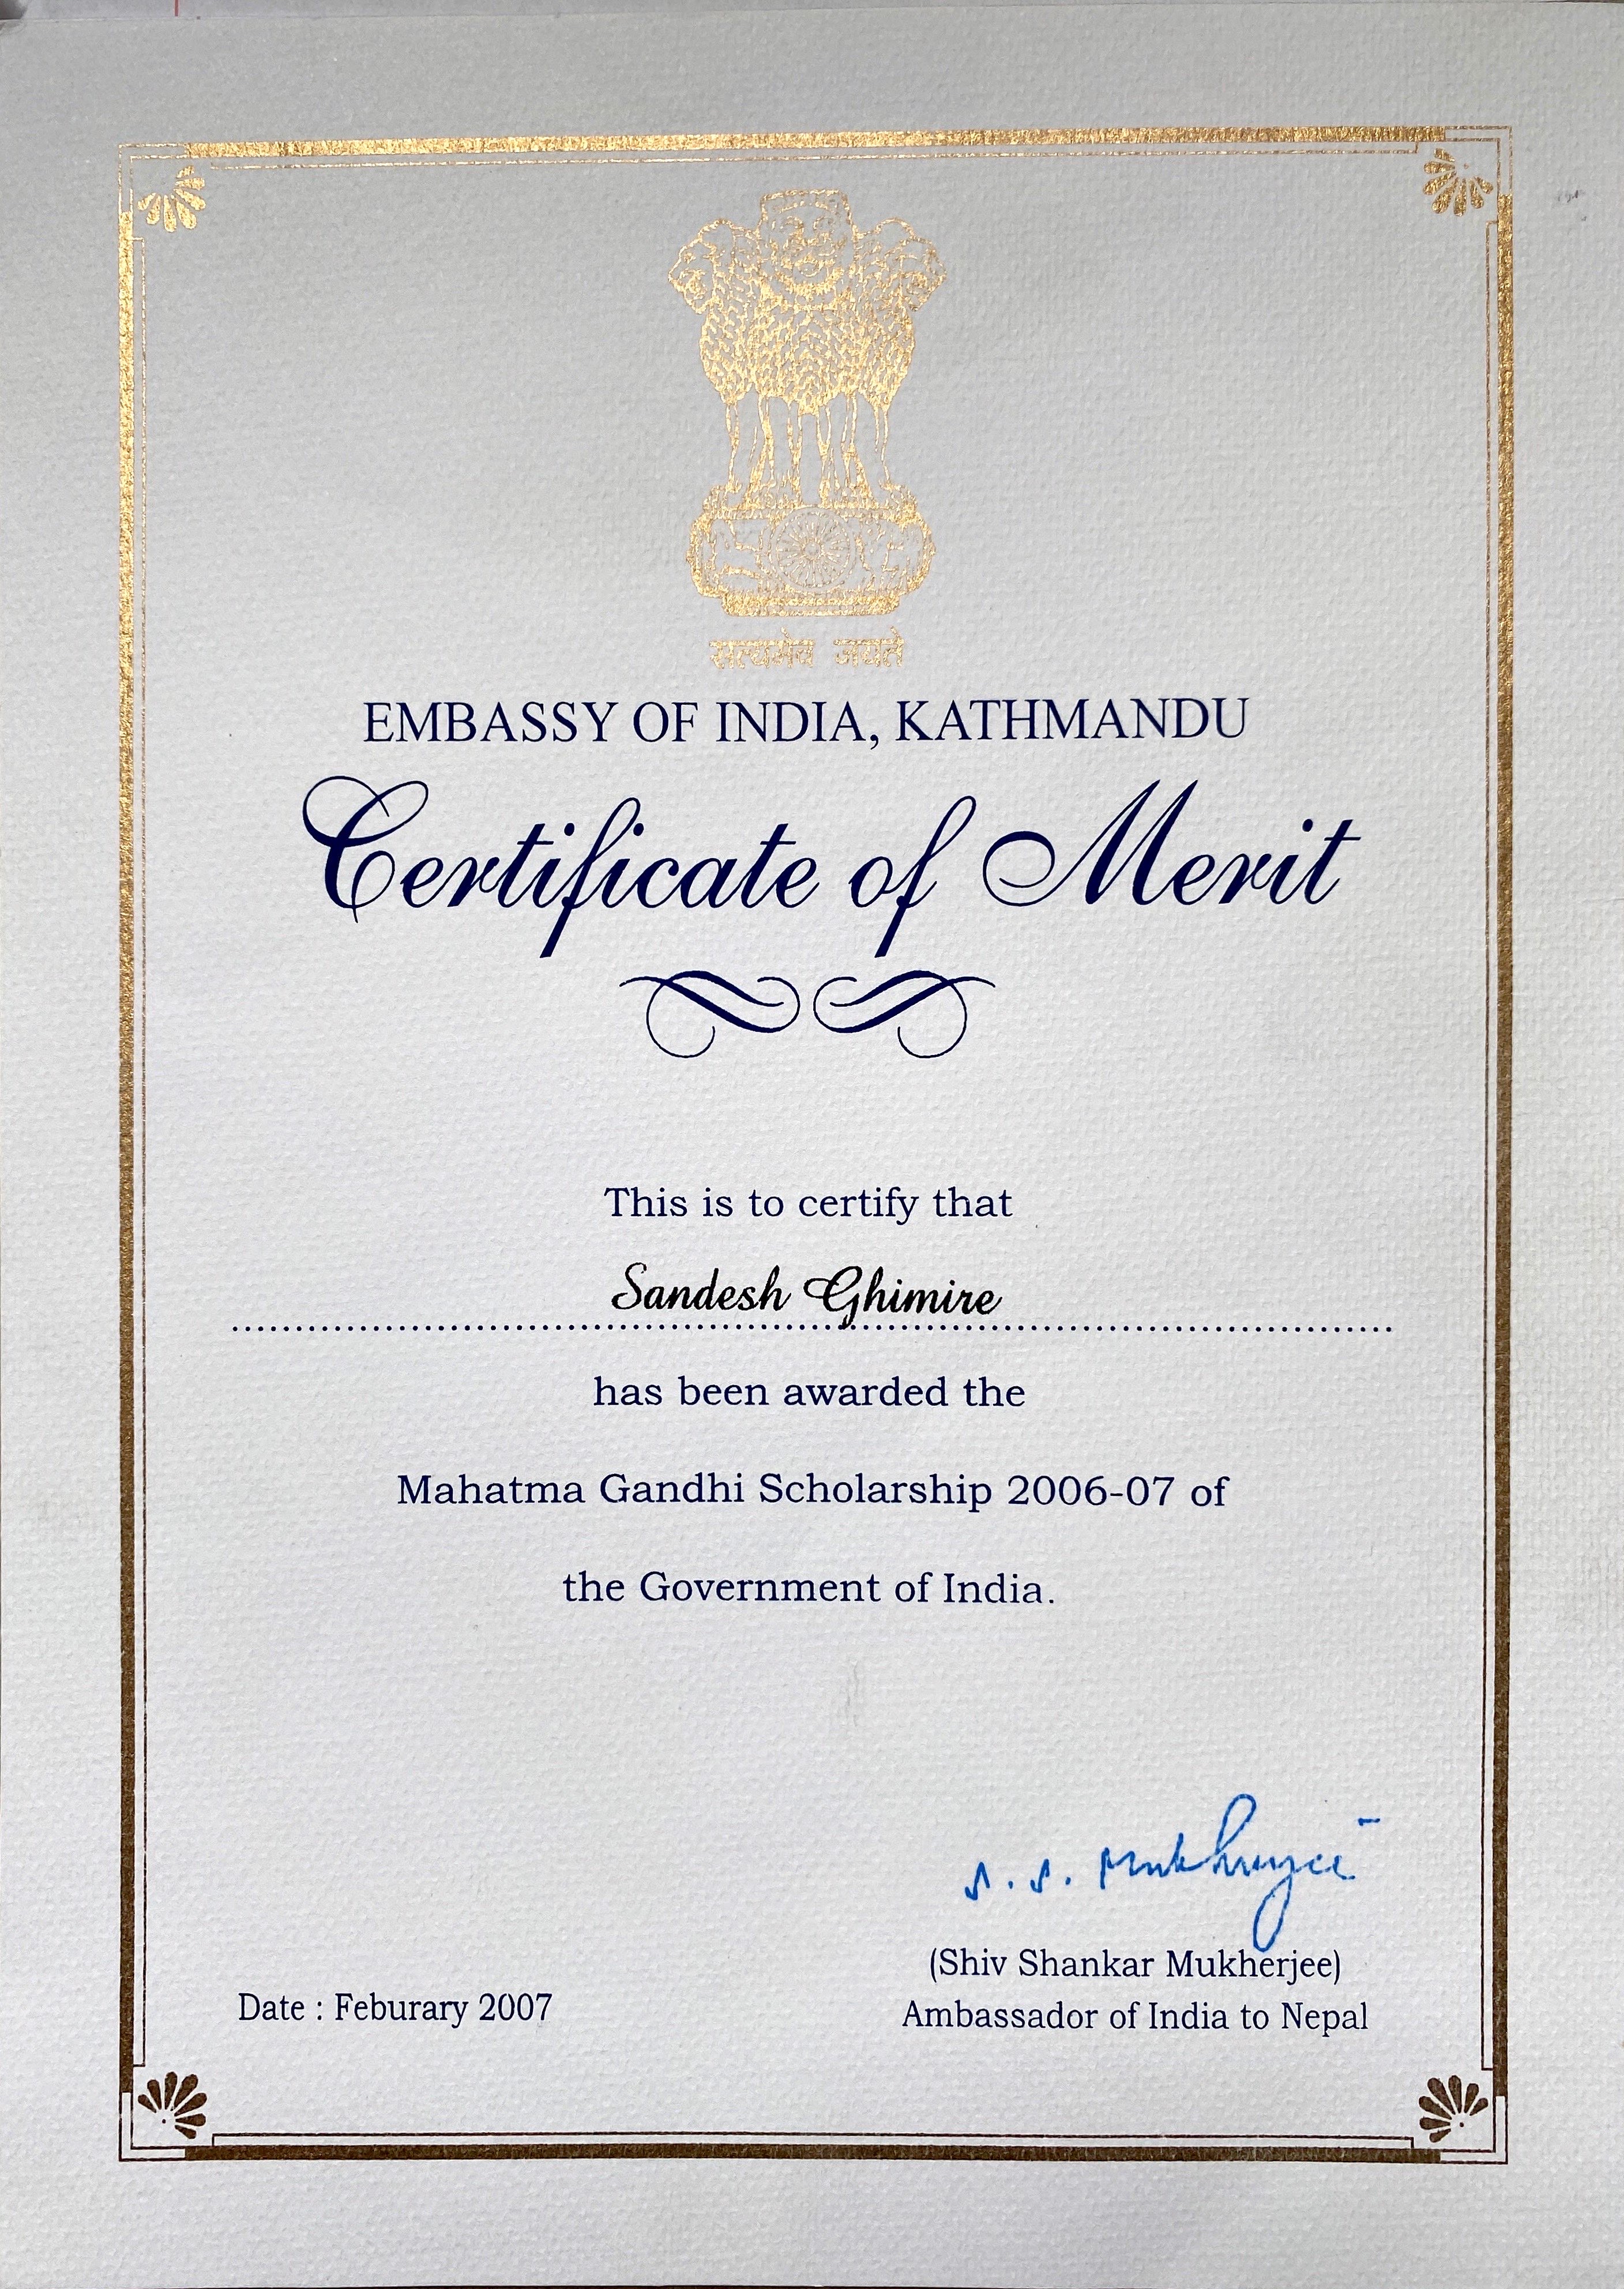 सत्यमेव जयते
EMBASSY OF INDIA, KATHMANDU
Certificate of Merit
This is to certify that
Sandesh Ghimire
has been awarded the
Mahatma Gandhi Scholarship 2006-07 of
the Government of India.
S. S. Mukherjee
(Shiv Shankar Mukherjee)
Date : Feburary 2007
Ambassador of India to Nepal